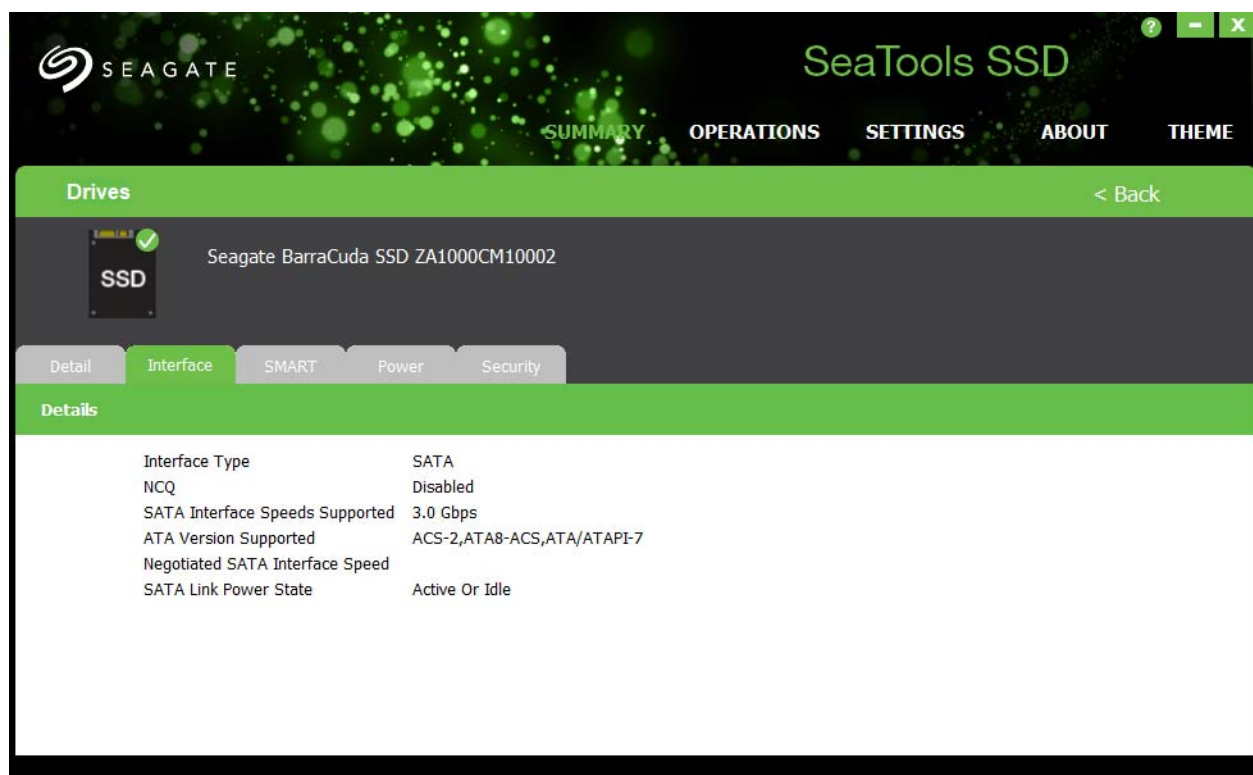 ? - X
SEAGATE
SeaTools SSD
SUMMARY OPERATIONS SETTINGS ABOUT THEME
Drives < Back
SSD
Seagate BarraCuda SSD ZA1000CM10002
Detail Interface SMART Power Security
Details
Interface Type SATA
NCQ Disabled
SATA Interface Speeds Supported 3.0 Gbps
ATA Version Supported ACS-2,ATA8-ACS,ATA/ATAPI-7
Negotiated SATA Interface Speed
SATA Link Power State Active Or Idle